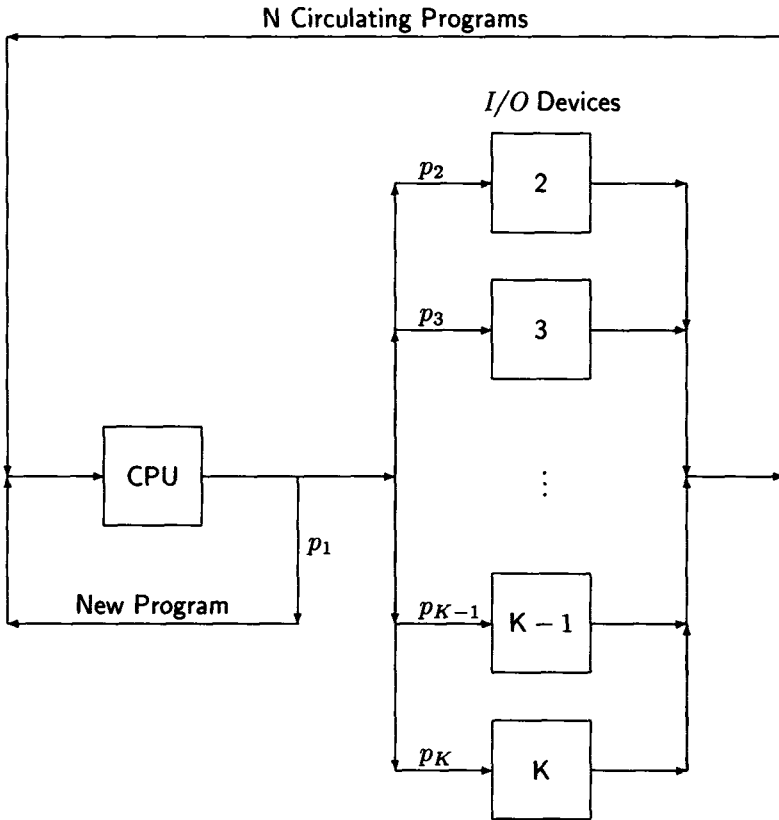 N Circulating Programs
I/O Devices
p2
2
p3
3
CPU
⋮
p1
New Program
pK−1
K − 1
pK
K